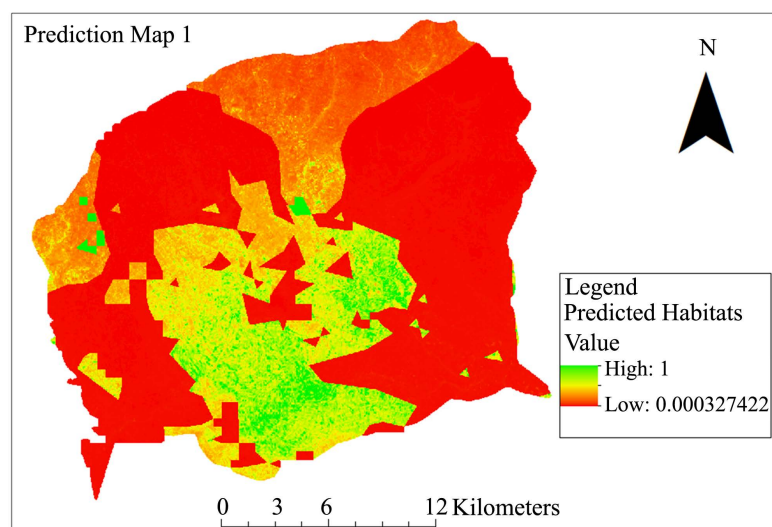 Prediction Map 1
N
Legend
Predicted Habitats
Value
High: 1
Low: 0.000327422
0 3 6 12 Kilometers